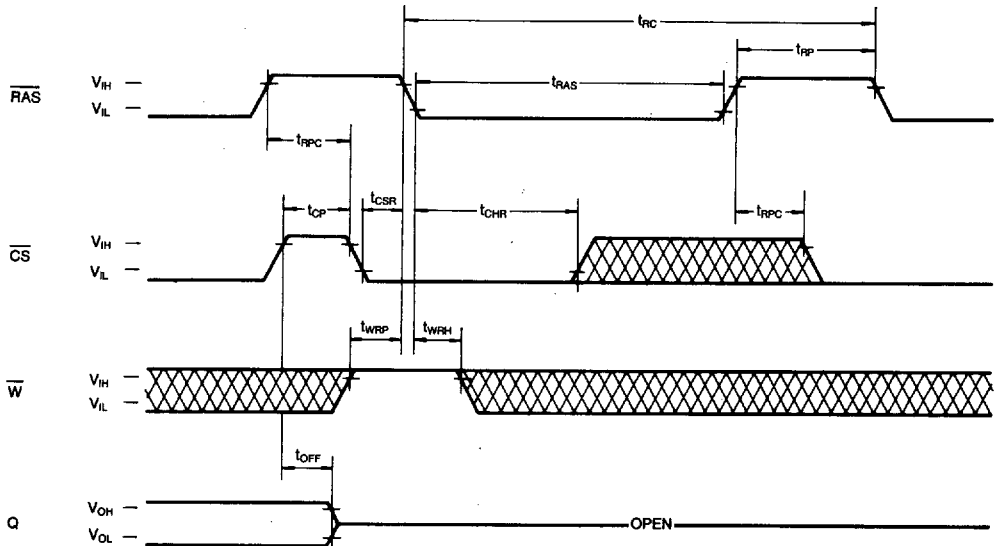 tRC
tRP
RAS
VIH
VIL
tRAS
tRPC
tCP
tCSR
tCHR
tRPC
CS
VIH
VIL
tWRP
tWRH
W
VIH
VIL
tOFF
Q
VOH
VOL
OPEN